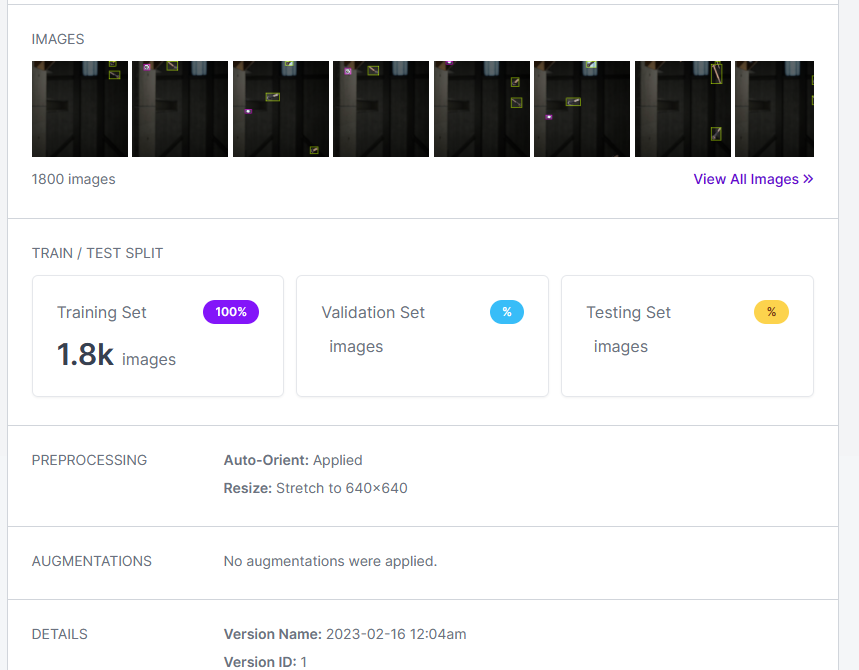 IMAGES
1800 images
View All Images »
TRAIN / TEST SPLIT
Training Set 100%
1.8k images
Validation Set %
images
Testing Set %
images
PREPROCESSING
Auto-Orient: Applied
Resize: Stretch to 640×640
AUGMENTATIONS
No augmentations were applied.
DETAILS
Version Name: 2023-02-16 12:04am
Version ID: 1